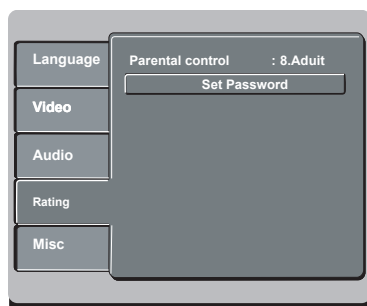 Language
Parental control : 8.Aduit
Set Password
Video
Audio
Rating
Misc